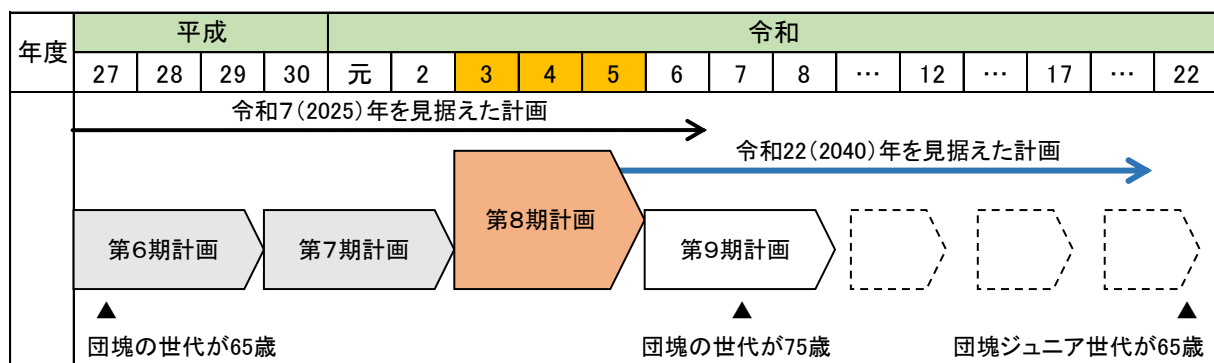 年度
平成 令和
27 28 29 30 元 2 3 4 5 6 7 8 … 12 … 17 … 22
令和7(2025)年を見据えた計画
令和22(2040)年を見据えた計画
第6期計画 第7期計画 第8期計画 第9期計画
▲ ▲ ▲
団塊の世代が65歳 団塊の世代が75歳 団塊ジュニア世代が65歳